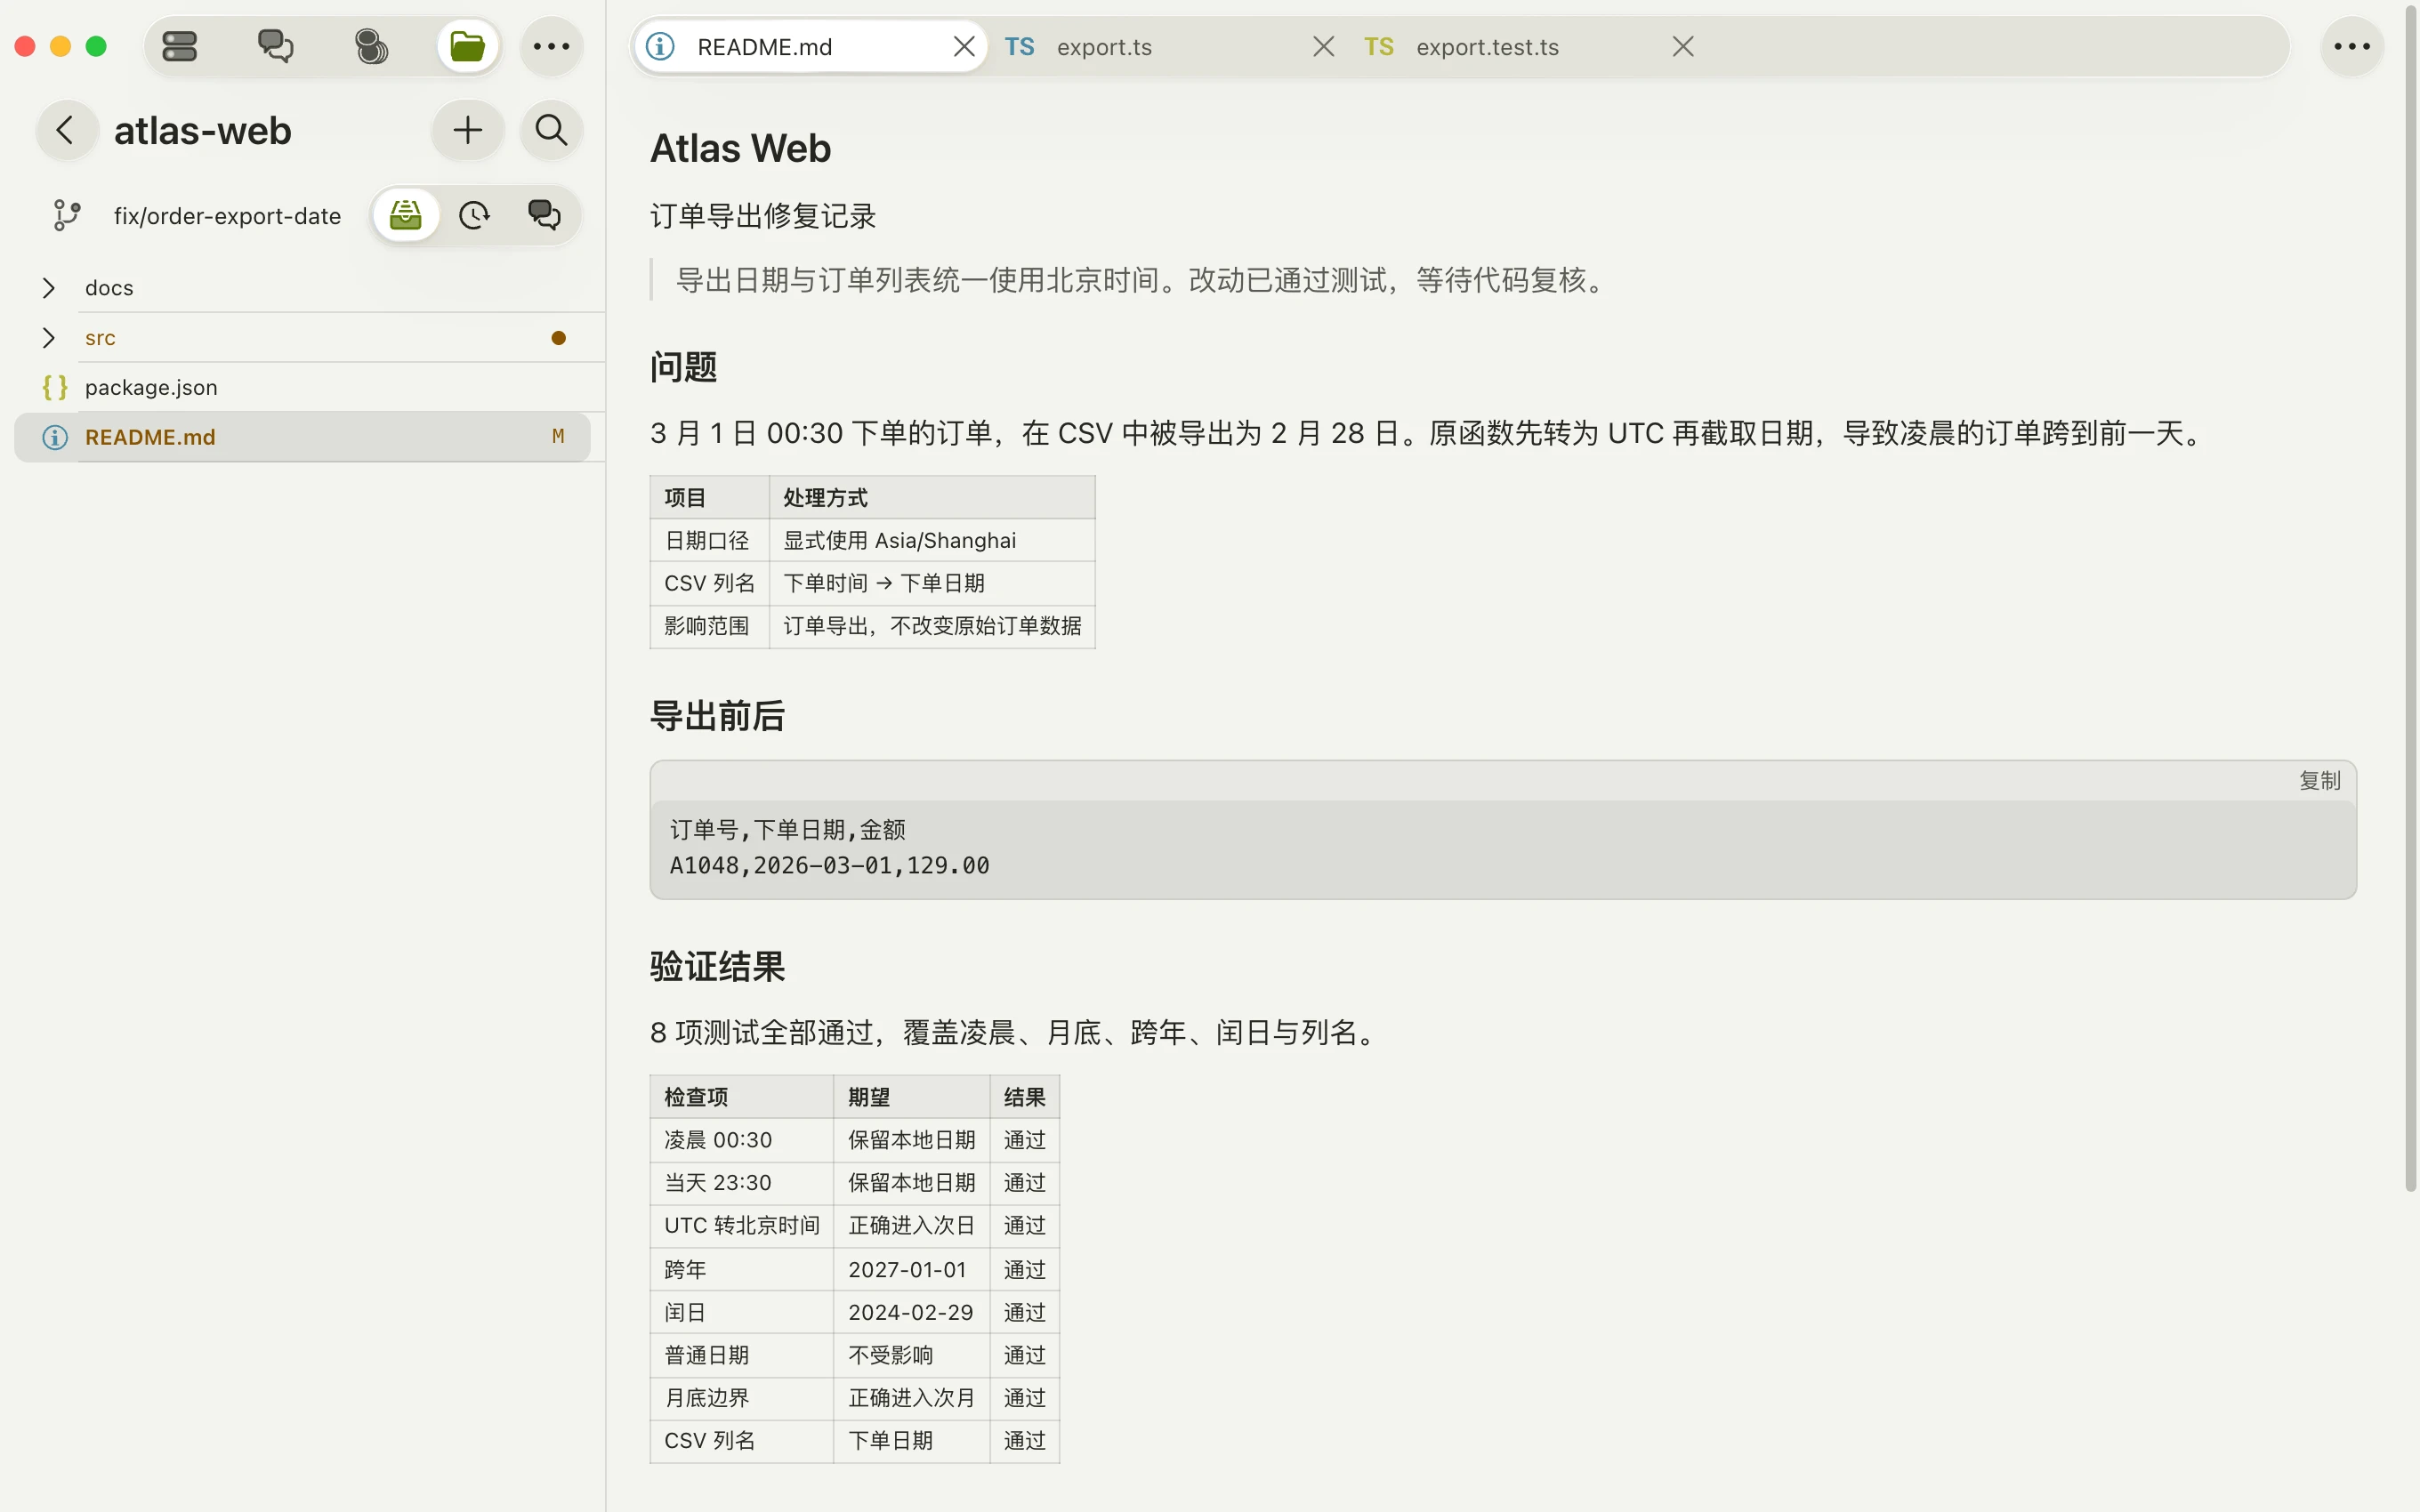 README.md
TS export.ts
TS export.test.ts
atlas-web
fix/order-export-date
docs
src
{} package.json
README.md M
Atlas Web
订单导出修复记录
导出日期与订单列表统一使用北京时间。改动已通过测试，等待代码复核。
问题
3 月 1 日 00:30 下单的订单，在 CSV 中被导出为 2 月 28 日。原函数先转为 UTC 再截取日期，导致凌晨的订单跨到前一天。
项目 处理方式
日期口径 显式使用 Asia/Shanghai
CSV 列名 下单时间 → 下单日期
影响范围 订单导出，不改变原始订单数据
导出前后
复制
订单号,下单日期,金额
A1048,2026-03-01,129.00
验证结果
8 项测试全部通过，覆盖凌晨、月底、跨年、闰日与列名。
检查项 期望 结果
凌晨 00:30 保留本地日期 通过
当天 23:30 保留本地日期 通过
UTC 转北京时间 正确进入次日 通过
跨年 2027-01-01 通过
闰日 2024-02-29 通过
普通日期 不受影响 通过
月底边界 正确进入次月 通过
CSV 列名 下单日期 通过